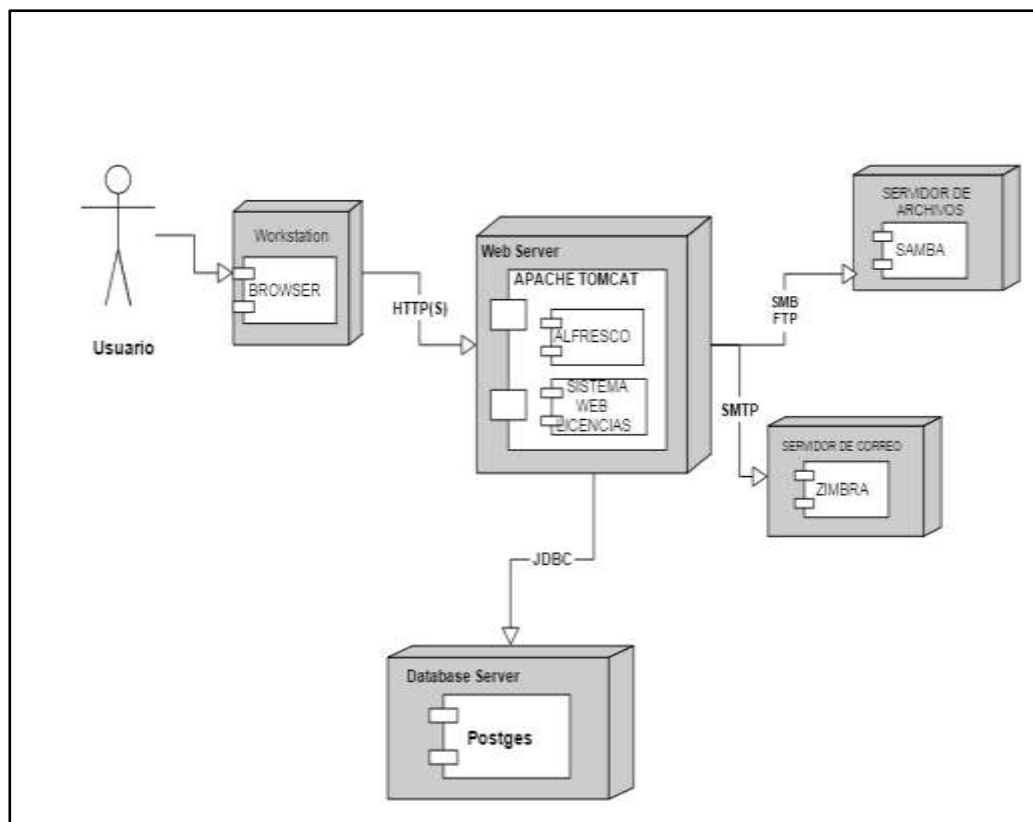 Usuario
Workstation
BROWSER
HTTP(S)
Web Server
APACHE TOMCAT
ALFRESCO
SISTEMA
WEB
LICENCIAS
SERVIDOR DE
ARCHIVOS
SAMBA
SMB
FTP
SMTP
SERVIDOR DE CORREO
ZIMBRA
JDBC
Database Server
Postges